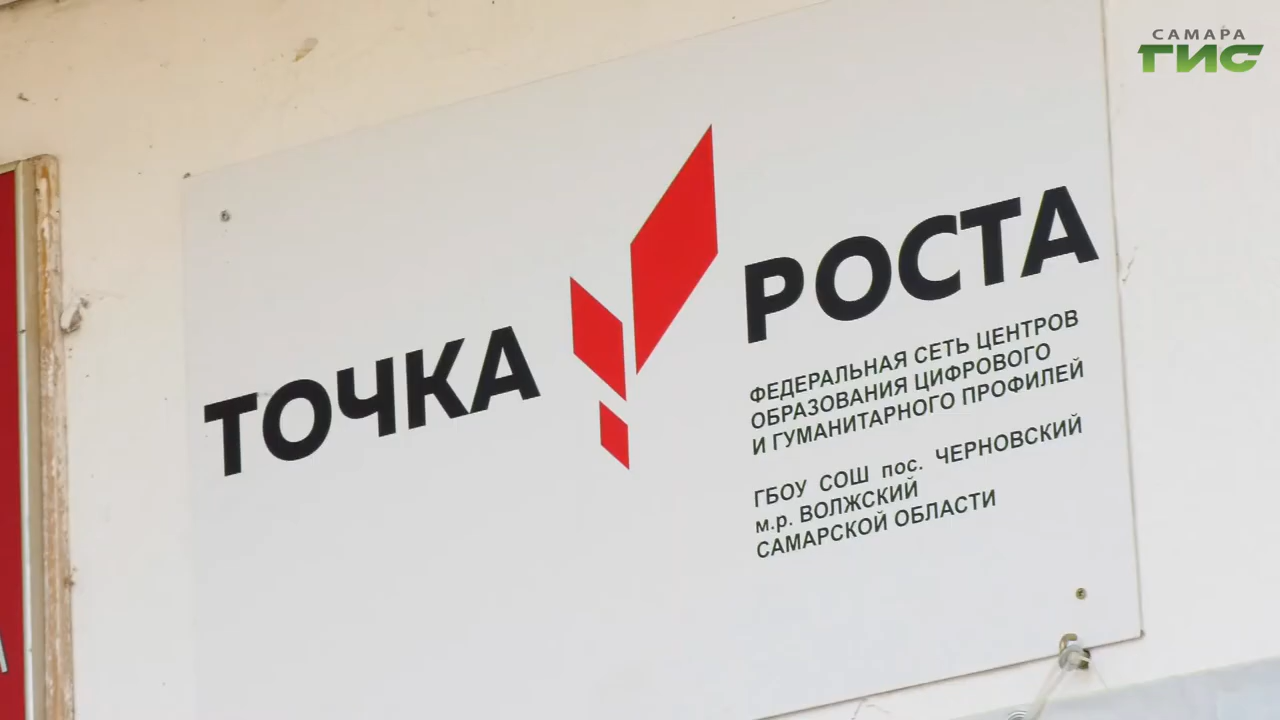 САМАРА
ГИС
ТОЧКА РОСТА
ФЕДЕРАЛЬНАЯ СЕТЬ ЦЕНТРОВ
ОБРАЗОВАНИЯ ЦИФРОВОГО
И ГУМАНИТАРНОГО ПРОФИЛЕЙ
ГБОУ СОШ пос. ЧЕРНОВСКИЙ
м.р. ВОЛЖСКИЙ
САМАРСКОЙ ОБЛАСТИ